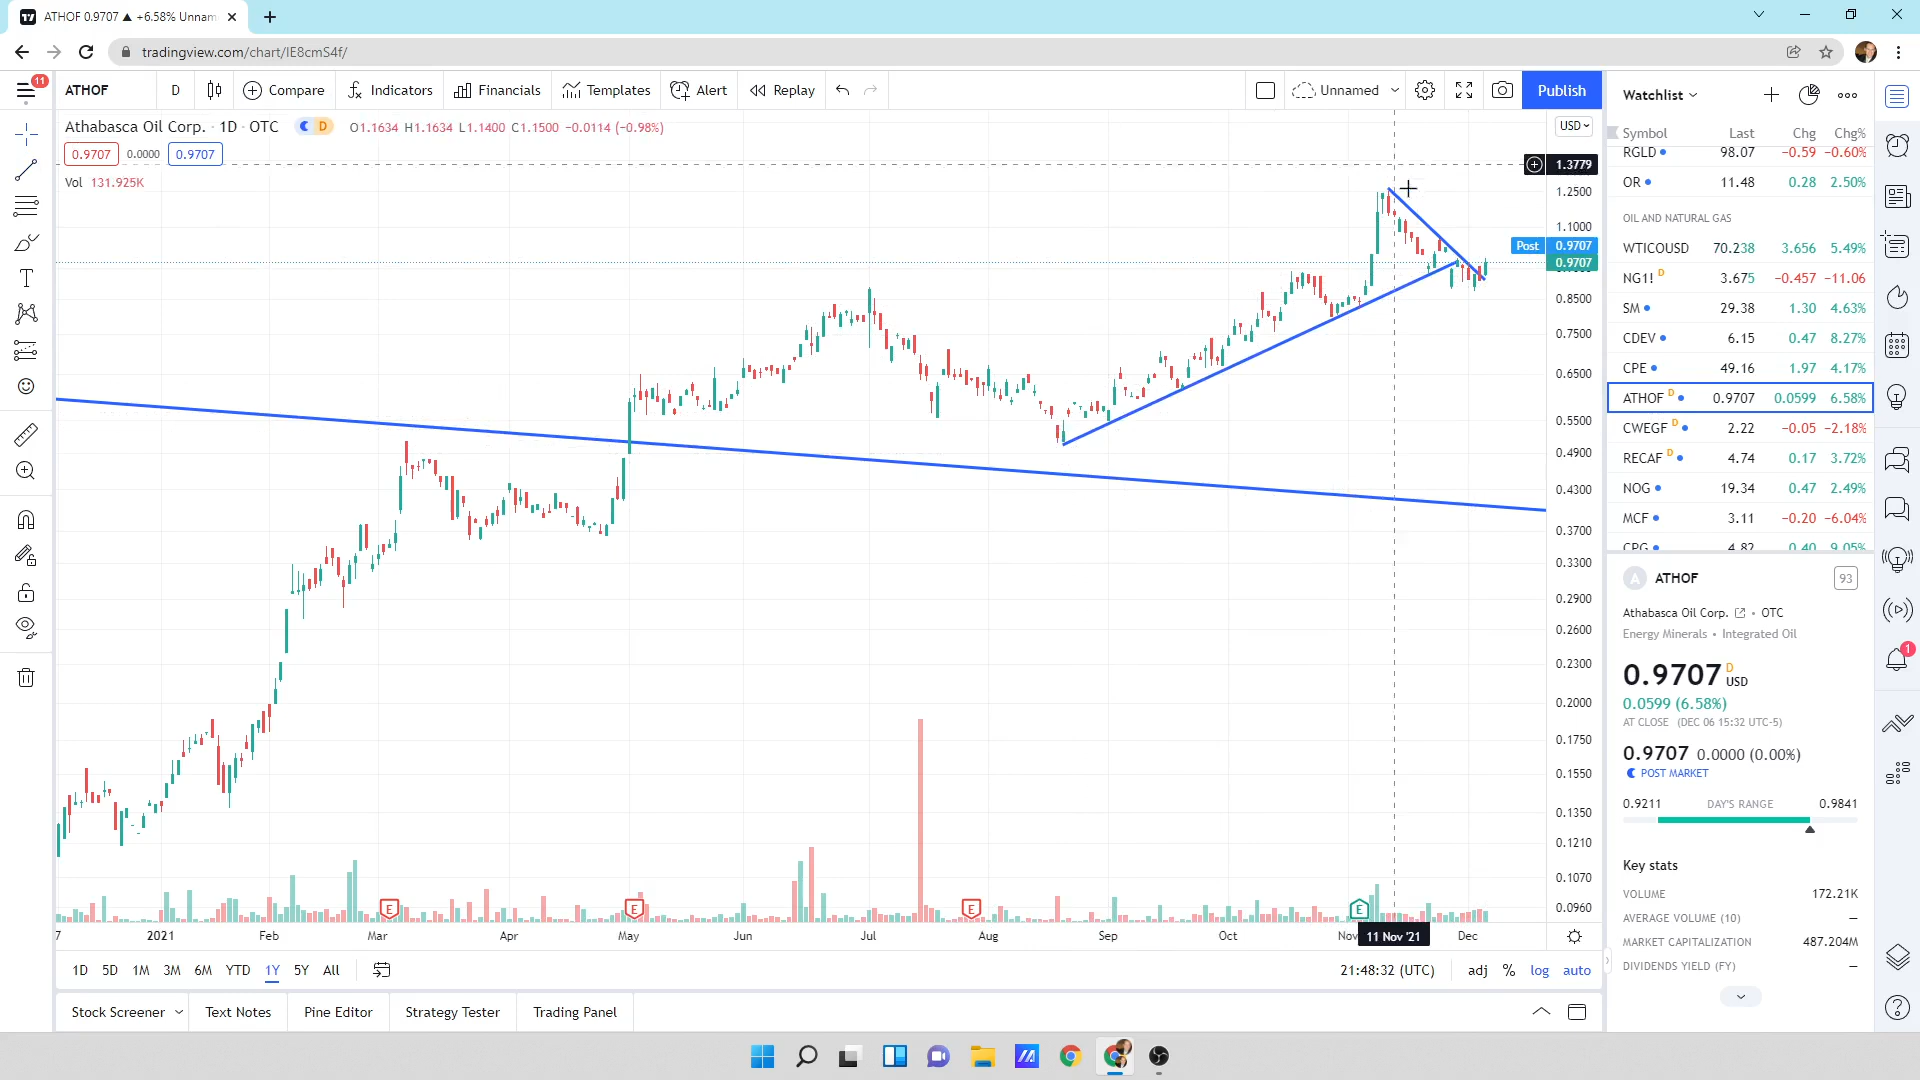 ATHOF 0.9707 ▲ +6.58% Unnam
tradingview.com/chart/IE8cmS4f/
11
ATHOF
D
Compare
Indicators
Financials
Templates
Alert
Replay
Unnamed
Publish
Athabasca Oil Corp. · 1D · OTC
D
O1.1634 H1.1634 L1.1400 C1.1500 −0.0114 (−0.98%)
0.9707 0.0000 0.9707
Vol 131.925K
USD
1.3779
1.2500
1.1000
Post 0.9707
0.9707
0.8500
0.7500
0.6500
0.5500
0.4900
0.4300
0.3700
0.3300
0.2900
0.2600
0.2300
0.2000
0.1750
0.1550
0.1350
0.1210
0.1070
0.0960
E E E E
7 2021 Feb Mar Apr May Jun Jul Aug Sep Oct Nov 11 Nov '21 Dec
1D 5D 1M 3M 6M YTD 1Y 5Y All
21:48:32 (UTC) adj % log auto
Stock Screener Text Notes Pine Editor Strategy Tester Trading Panel
Watchlist
Symbol Last Chg Chg%
RGLD 98.07 −0.59 −0.60%
OR 11.48 0.28 2.50%
OIL AND NATURAL GAS
WTICOUSD 70.238 3.656 5.49%
NG1! D 3.675 −0.457 −11.06
SM 29.38 1.30 4.63%
CDEV 6.15 0.47 8.27%
CPE 49.16 1.97 4.17%
ATHOF D 0.9707 0.0599 6.58%
CWEGF D 2.22 −0.05 −2.18%
RECAF D 4.74 0.17 3.72%
NOG 19.34 0.47 2.49%
MCF 3.11 −0.20 −6.04%
CPG 4.82 0.40 9.05%
A ATHOF 93
Athabasca Oil Corp. • OTC
Energy Minerals • Integrated Oil
0.9707 D USD
0.0599 (6.58%)
AT CLOSE (DEC 06 15:32 UTC-5)
0.9707 0.0000 (0.00%)
POST MARKET
0.9211 DAY'S RANGE 0.9841
Key stats
VOLUME 172.21K
AVERAGE VOLUME (10) —
MARKET CAPITALIZATION 487.204M
DIVIDENDS YIELD (FY) —
1